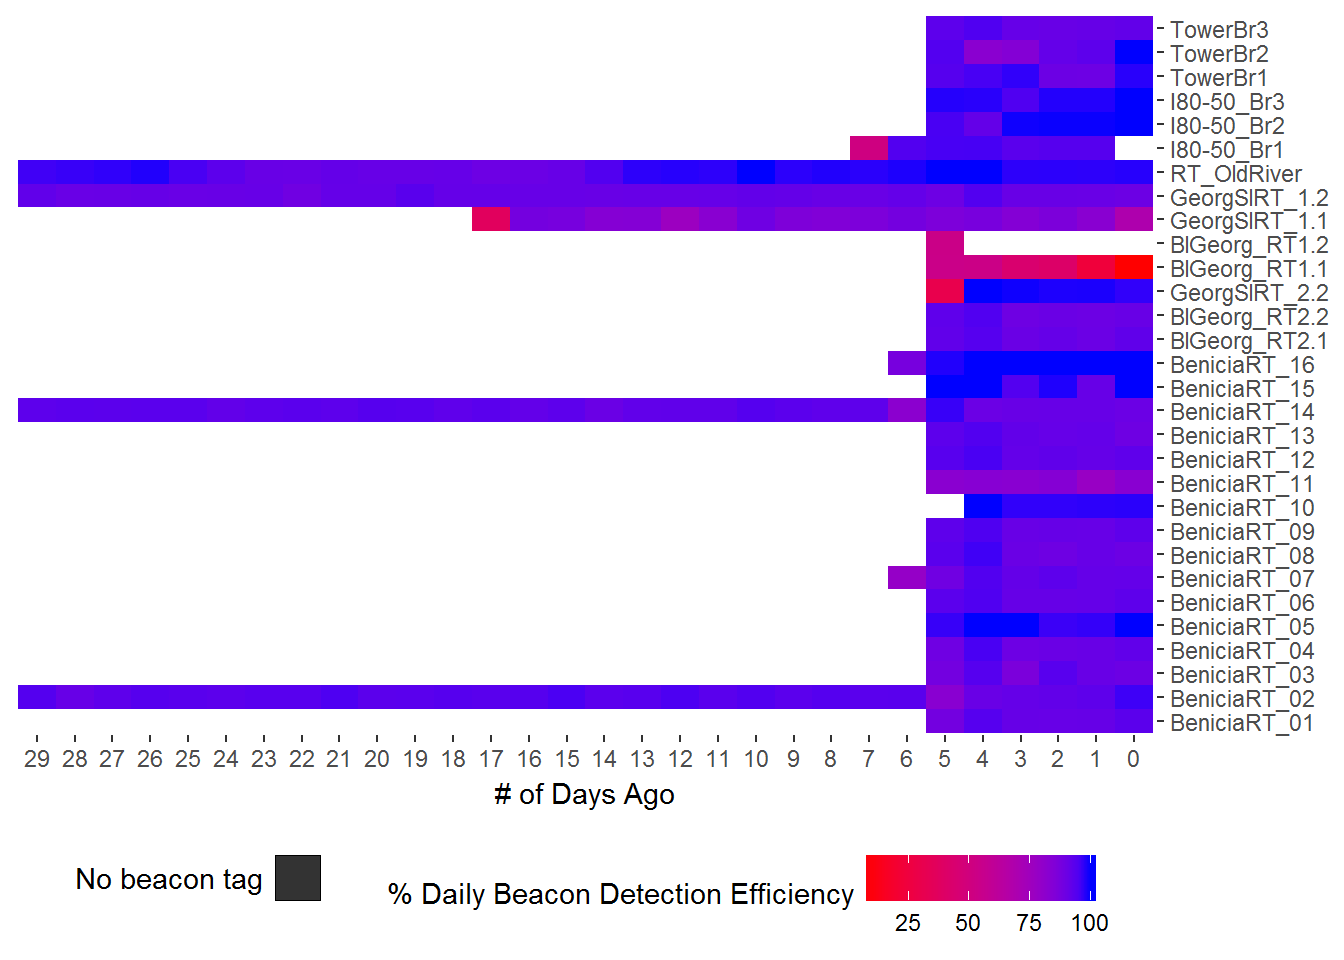 TowerBr3
TowerBr2
TowerBr1
I80-50_Br3
I80-50_Br2
I80-50_Br1
RT_OldRiver
GeorgSlRT_1.2
GeorgSlRT_1.1
BlGeorg_RT1.2
BlGeorg_RT1.1
GeorgSlRT_2.2
BlGeorg_RT2.2
BlGeorg_RT2.1
BeniciaRT_16
BeniciaRT_15
BeniciaRT_14
BeniciaRT_13
BeniciaRT_12
BeniciaRT_11
BeniciaRT_10
BeniciaRT_09
BeniciaRT_08
BeniciaRT_07
BeniciaRT_06
BeniciaRT_05
BeniciaRT_04
BeniciaRT_03
BeniciaRT_02
BeniciaRT_01
29 28 27 26 25 24 23 22 21 20 19 18 17 16 15 14 13 12 11 10 9 8 7 6 5 4 3 2 1 0
# of Days Ago
No beacon tag
% Daily Beacon Detection Efficiency
25 50 75 100